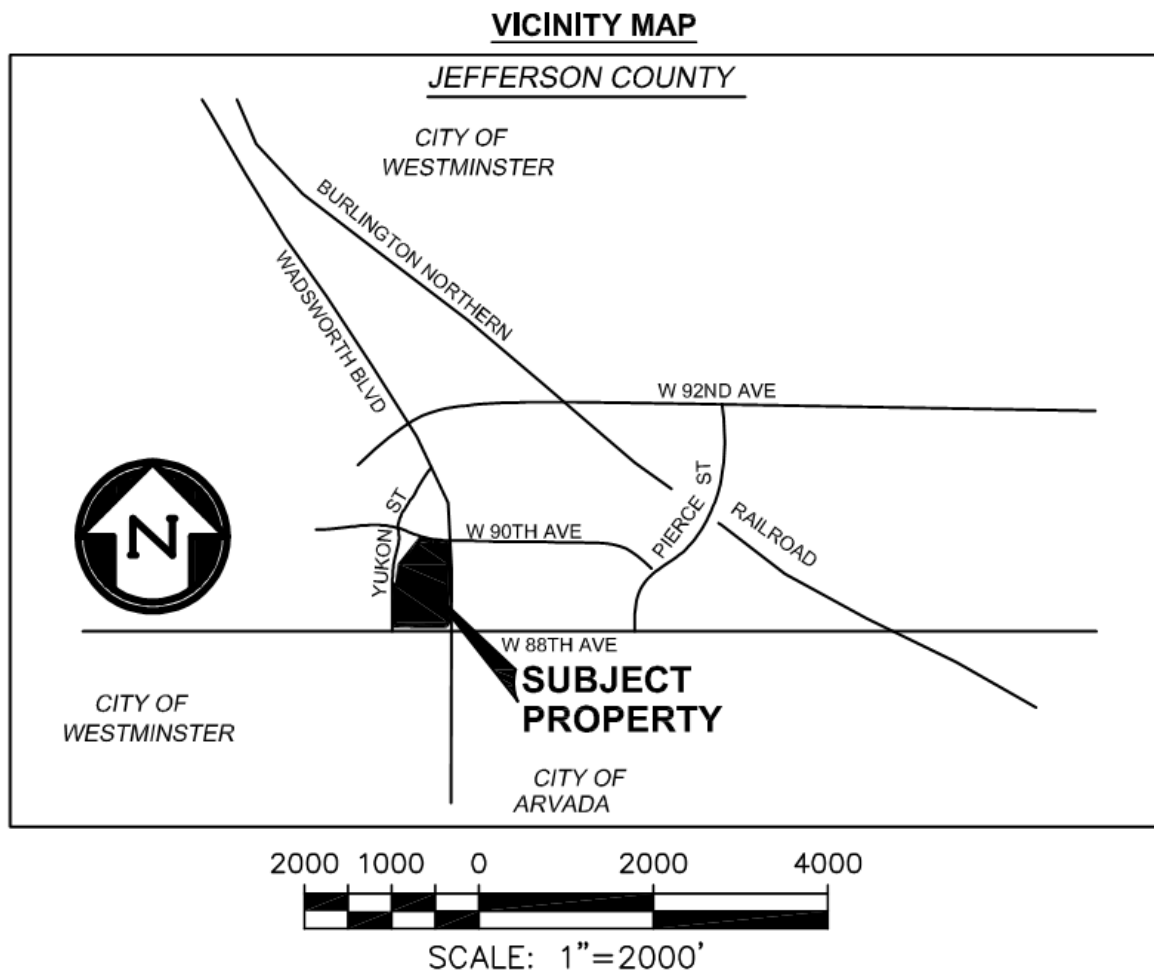 VICINITY MAP
JEFFERSON COUNTY
CITY OF
WESTMINSTER
BURLINGTON NORTHERN
WADSWORTH BLVD
W 92ND AVE
N
YUKON ST
W 90TH AVE
PIERCE ST
RAILROAD
W 88TH AVE
SUBJECT
PROPERTY
CITY OF
WESTMINSTER
CITY OF
ARVADA
2000 1000 0 2000 4000
SCALE: 1"=2000'